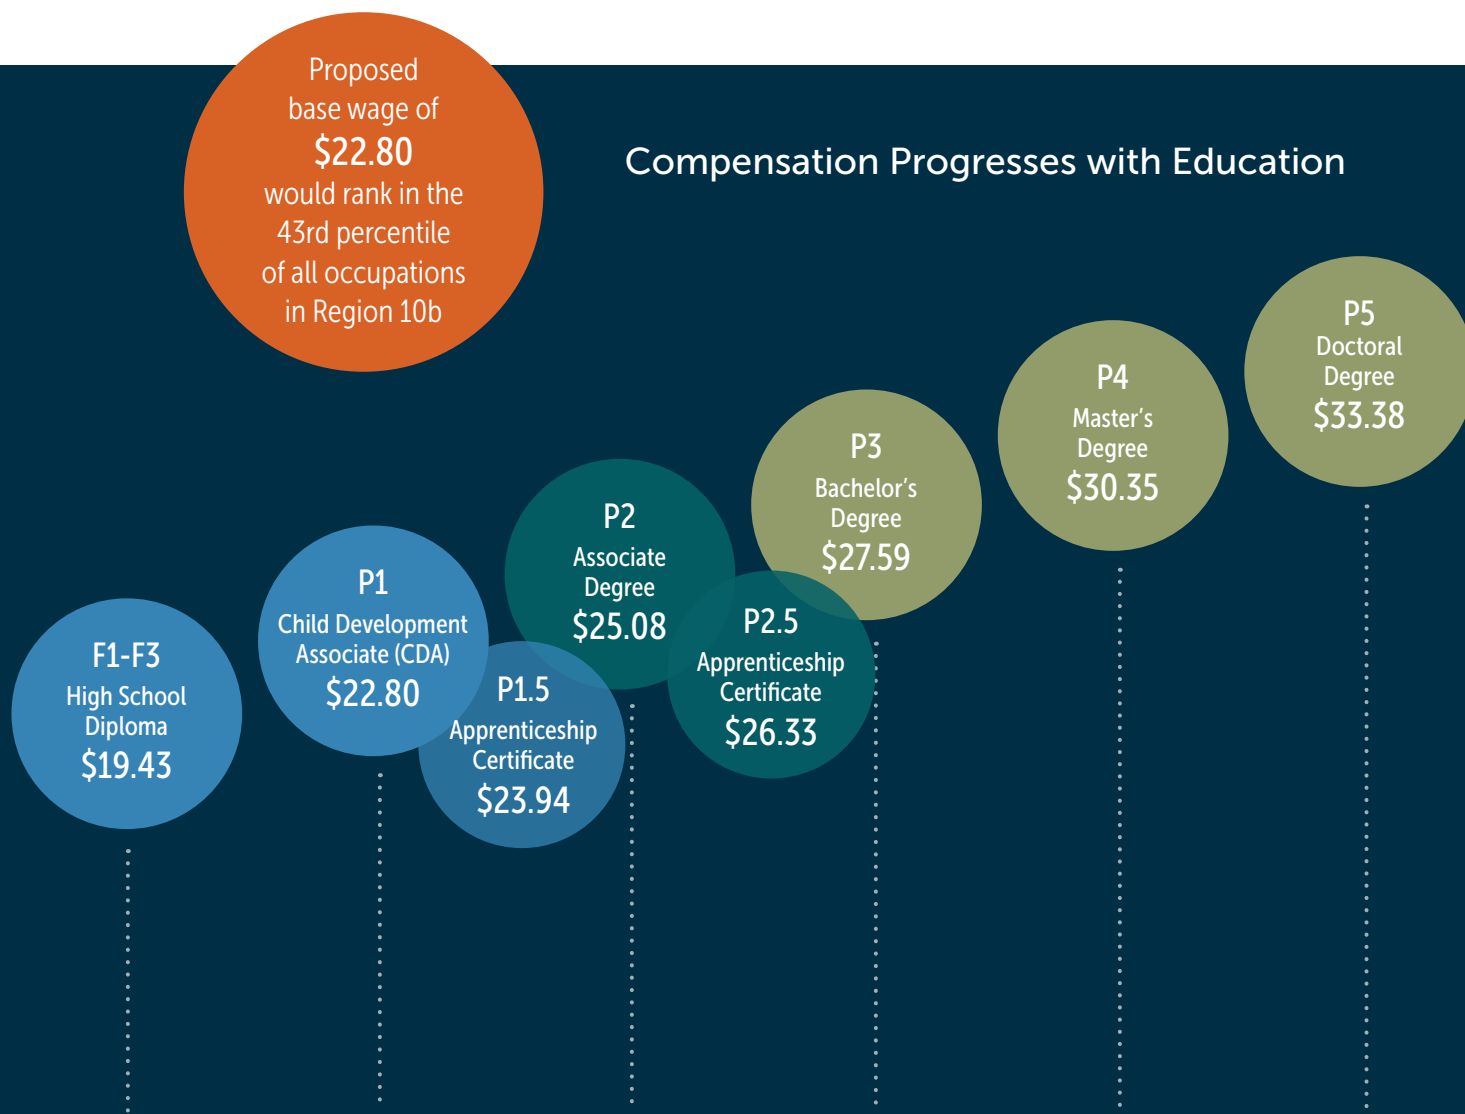 Proposed
base wage of
$22.80
would rank in the
43rd percentile
of all occupations
in Region 10b
Compensation Progresses with Education
F1-F3
High School
Diploma
$19.43
P1
Child Development
Associate (CDA)
$22.80
P1.5
Apprenticeship
Certificate
$23.94
P2
Associate
Degree
$25.08
P2.5
Apprenticeship
Certificate
$26.33
P3
Bachelor's
Degree
$27.59
P4
Master's
Degree
$30.35
P5
Doctoral
Degree
$33.38